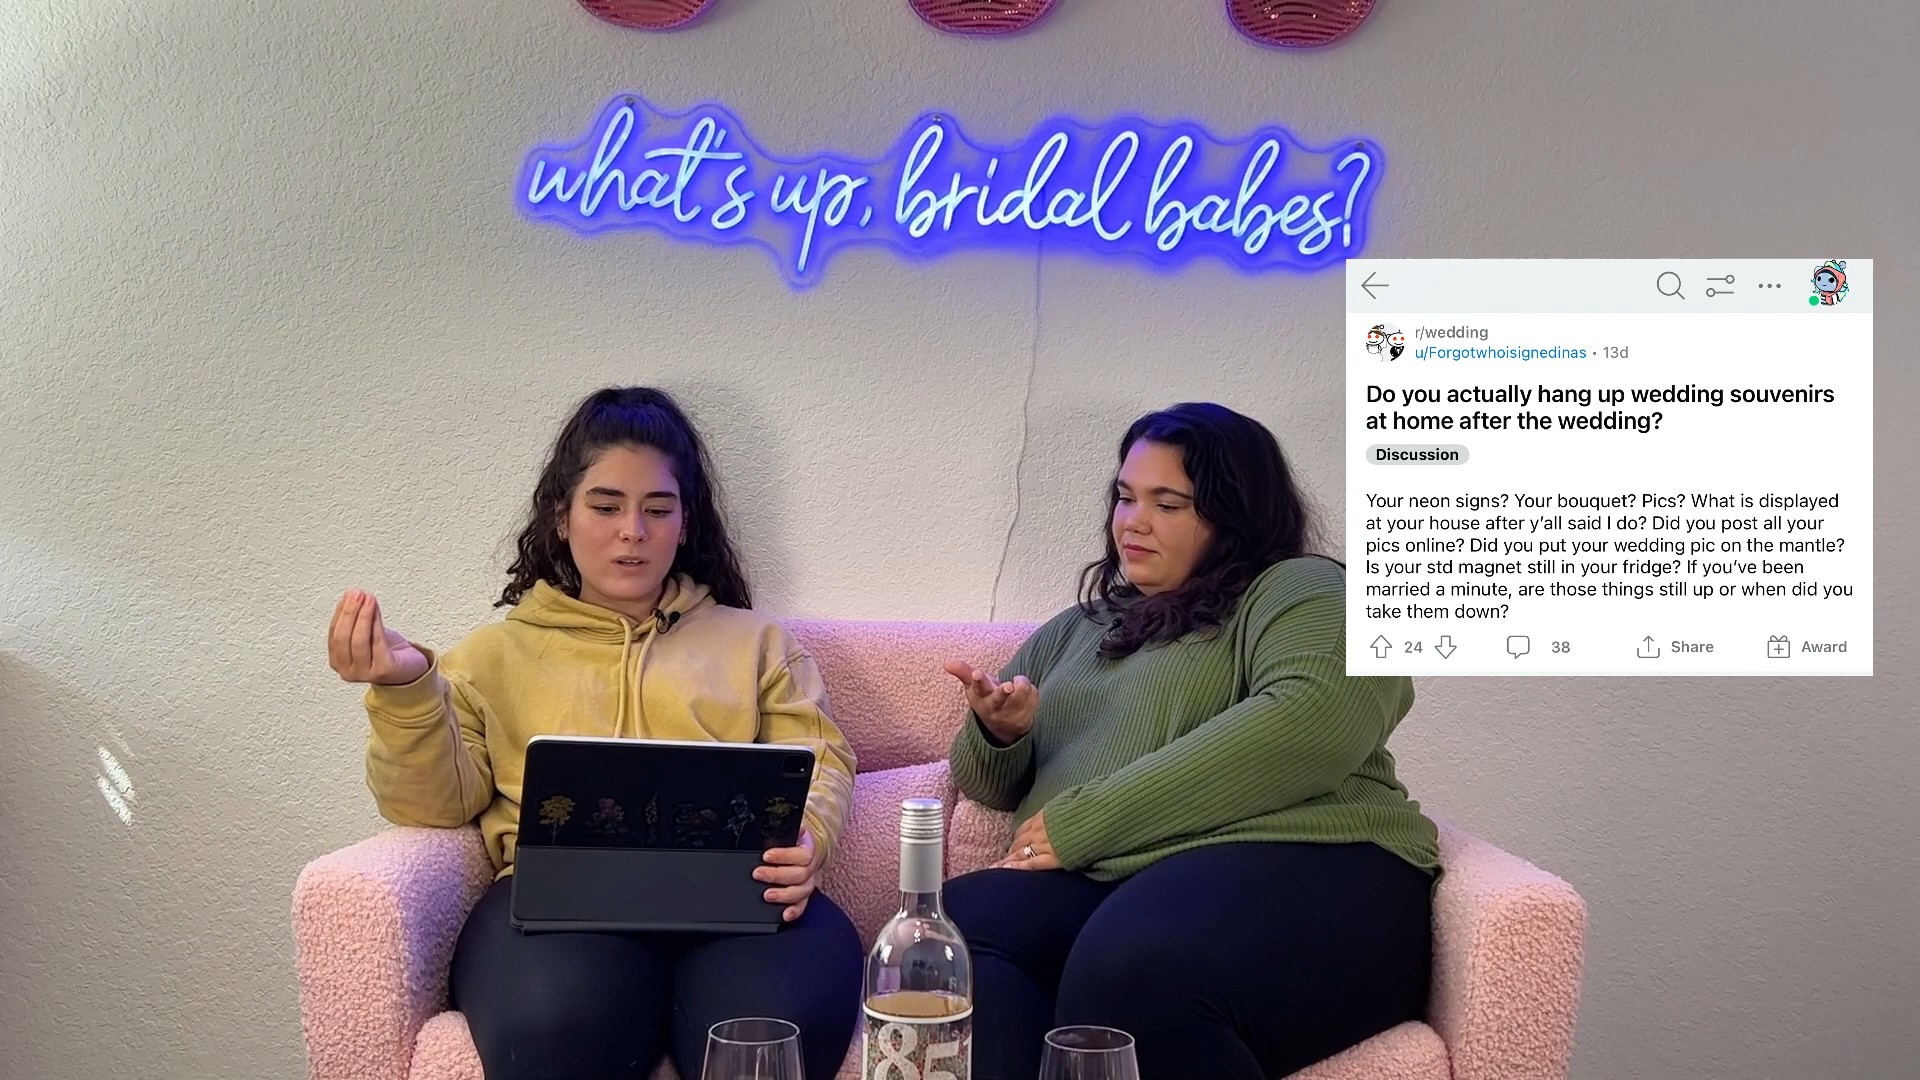 what's up, bridal babes?
r/wedding
u/Forgotwhoisignedinas • 13d
Do you actually hang up wedding souvenirs
at home after the wedding?
Discussion
Your neon signs? Your bouquet? Pics? What is displayed
at your house after y’all said I do? Did you post all your
pics online? Did you put your wedding pic on the mantle?
Is your std magnet still in your fridge? If you’ve been
married a minute, are those things still up or when did you
take them down?
24 38 Share Award
85